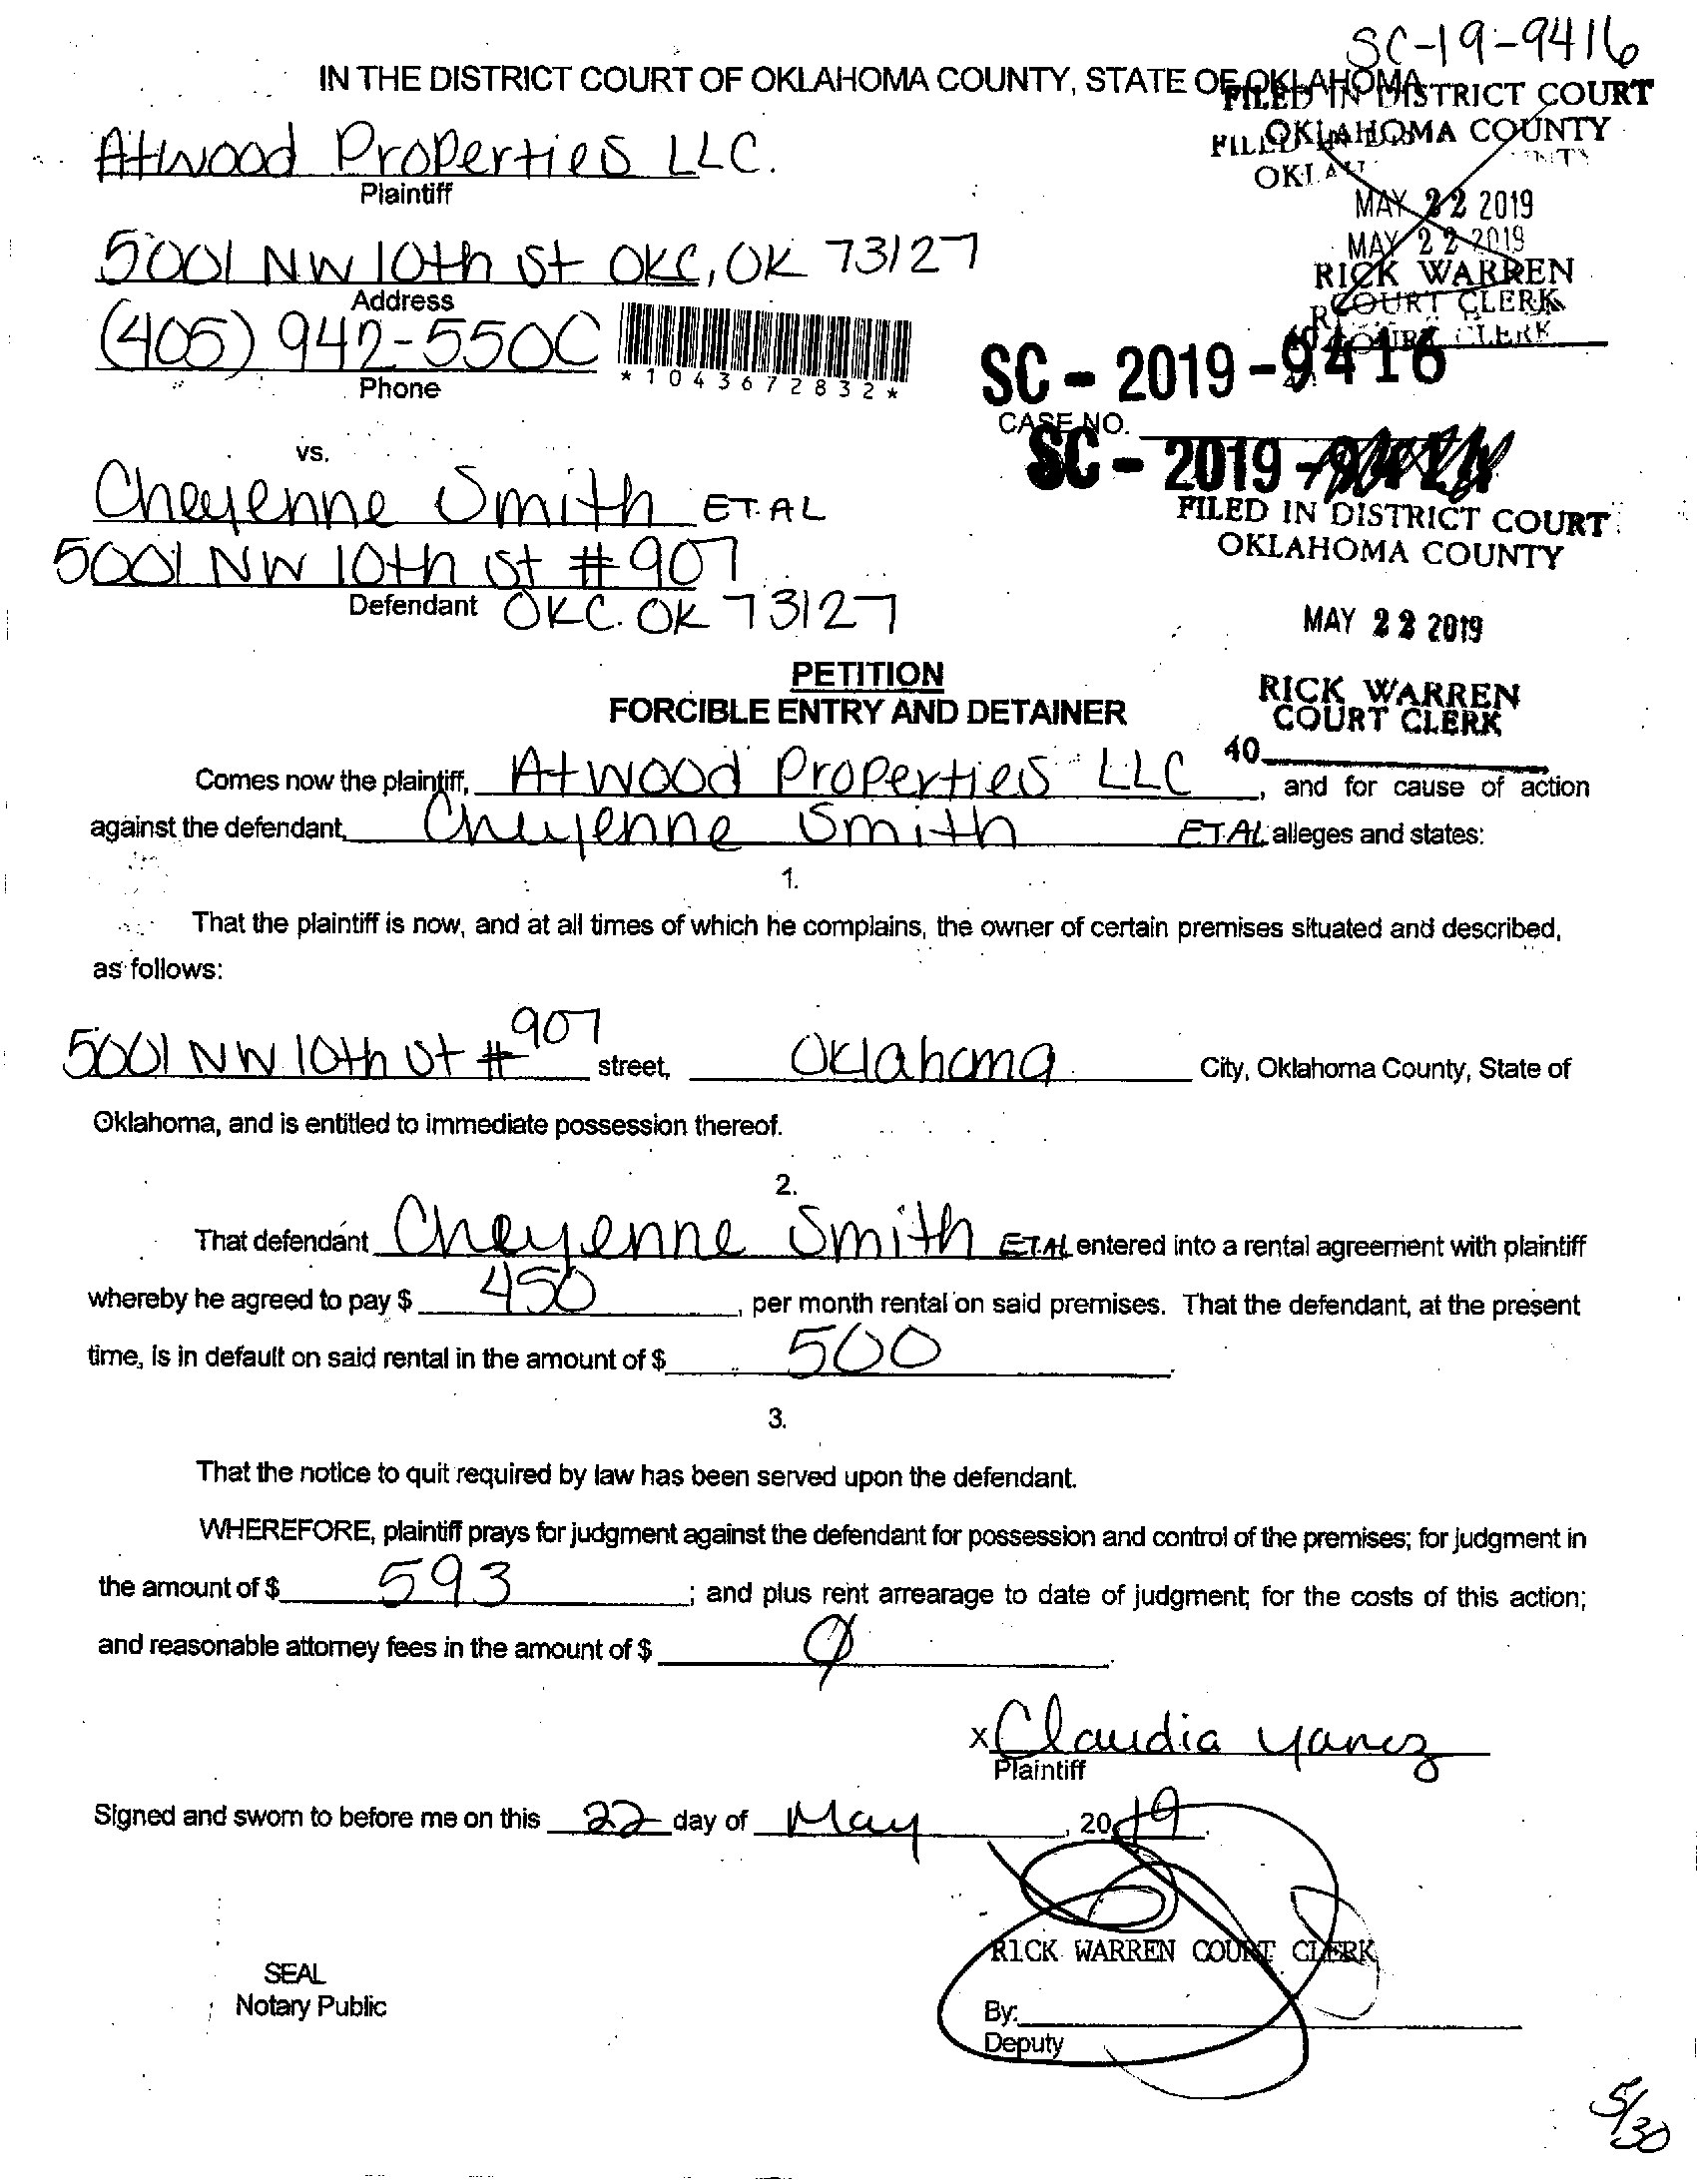 SC-19-9416
IN THE DISTRICT COURT OF OKLAHOMA COUNTY, STATE OF OKLAHOMA
FILED IN DISTRICT COURT
OKLAHOMA COUNTY
Atwood Properties LLC.
Plaintiff
MAY 22 2019
MAY 22 2019
5001 NW 10th St OKC, OK 73127
Address
RICK WARREN
COURT CLERK
COURT CLERK
(405) 942-5500
Phone
*1043672832*
SC - 2019 - 9416
CASE NO.
SC - 2019 -
vs.
Cheyenne Smith ET. AL
FILED IN DISTRICT COURT
OKLAHOMA COUNTY
5001 NW 10th St # 907
Defendant OKC. OK 73127
MAY 22 2019
PETITION
FORCIBLE ENTRY AND DETAINER
RICK WARREN
COURT CLERK
40
Comes now the plaintiff, Atwood Properties LLC, and for cause of action
against the defendant, Cheyenne Smith ET. AL alleges and states:
1.
That the plaintiff is now, and at all times of which he complains, the owner of certain premises situated and described,
as follows:
5001 NW 10th St # 907 street, Oklahoma City, Oklahoma County, State of
Oklahoma, and is entitled to immediate possession thereof.
2.
That defendant Cheyenne Smith ET. AL entered into a rental agreement with plaintiff
whereby he agreed to pay $ 450, per month rental on said premises. That the defendant, at the present
time, is in default on said rental in the amount of $ 500.
3.
That the notice to quit required by law has been served upon the defendant.
WHEREFORE, plaintiff prays for judgment against the defendant for possession and control of the premises; for judgment in
the amount of $ 593; and plus rent arrearage to date of judgment; for the costs of this action;
and reasonable attorney fees in the amount of $ 0.
x Claudia Yanez
Plaintiff
Signed and sworn to before me on this 22 day of May, 2019.
RICK WARREN COURT CLERK
SEAL
Notary Public
By:
Deputy
5/30